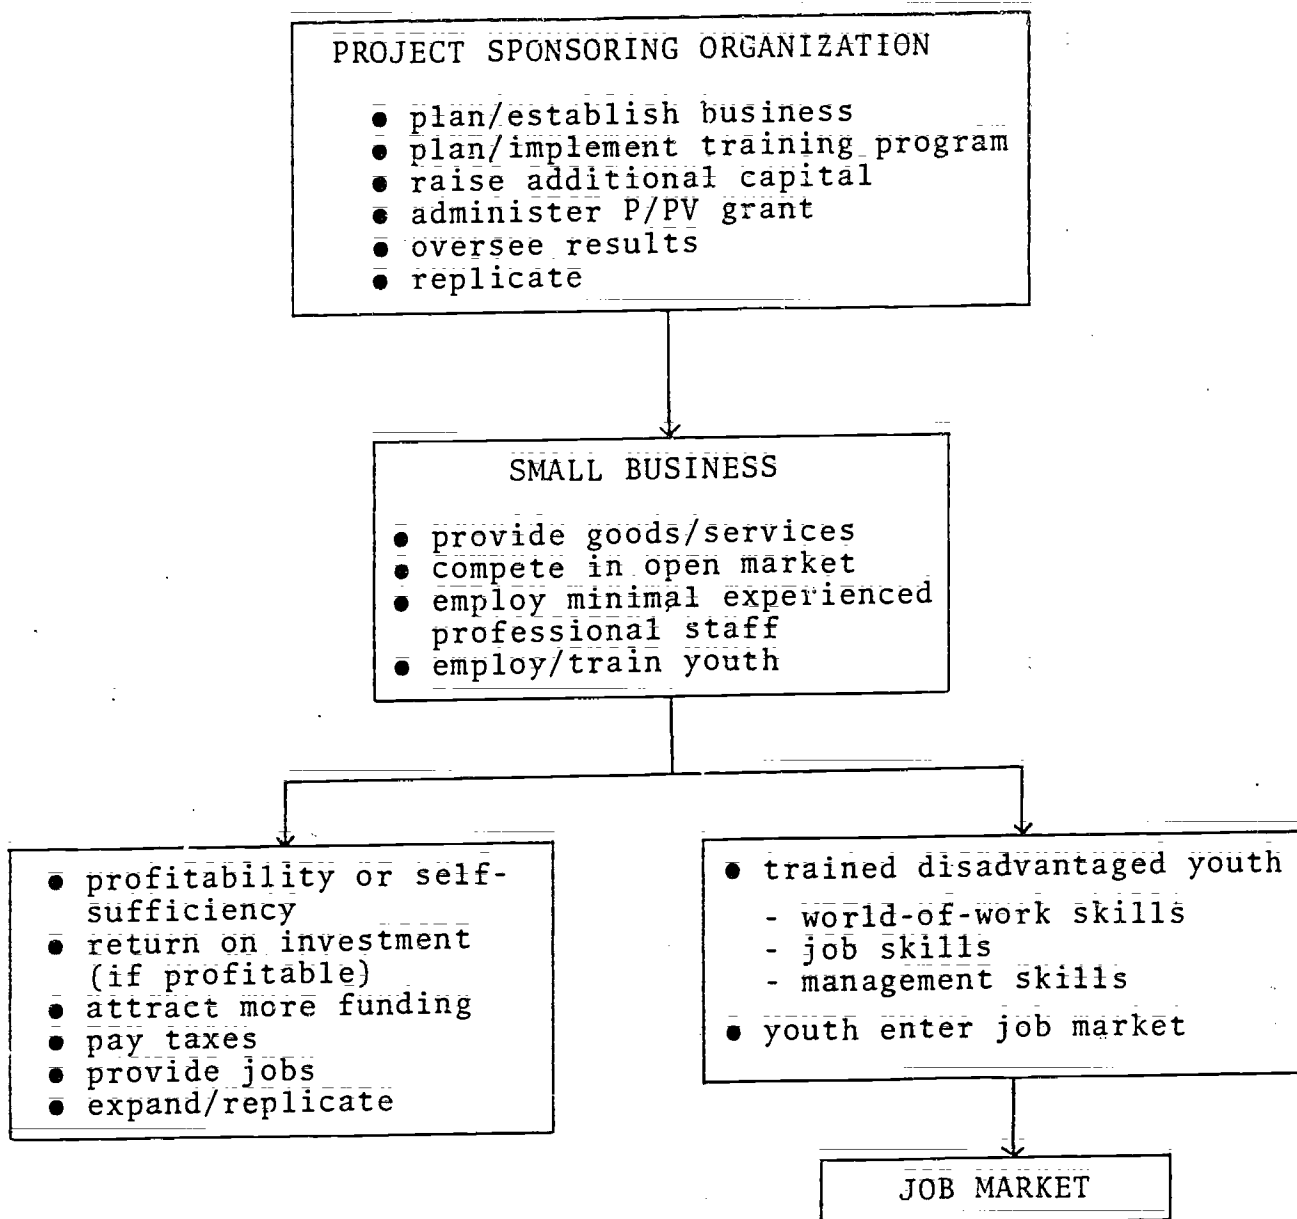 PROJECT SPONSORING ORGANIZATION
● plan/establish business
● plan/implement training program
● raise additional capital
● administer P/PV grant
● oversee results
● replicate
SMALL BUSINESS
● provide goods/services
● compete in open market
● employ minimal experienced
professional staff
● employ/train youth
● profitability or self-
sufficiency
● return on investment
(if profitable)
● attract more funding
● pay taxes
● provide jobs
● expand/replicate
● trained disadvantaged youth
- world-of-work skills
- job skills
- management skills
● youth enter job market
JOB MARKET